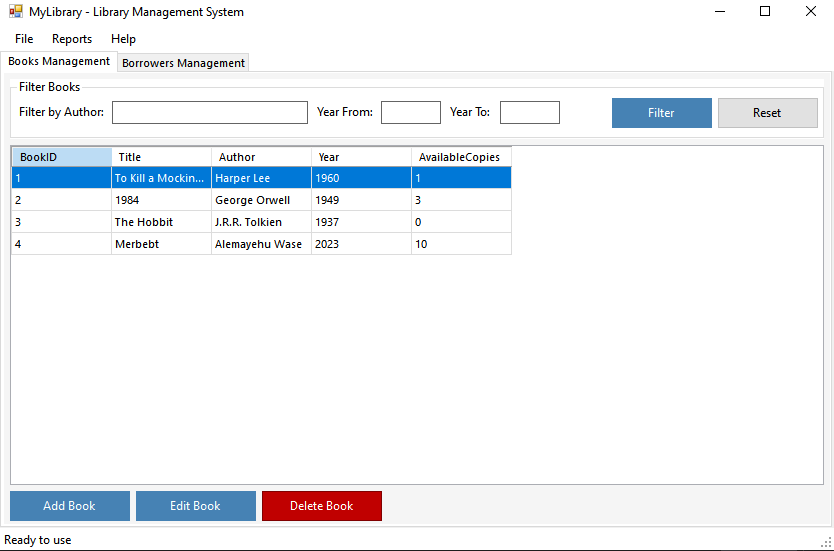 MyLibrary - Library Management System
File Reports Help
Books Management Borrowers Management
Filter Books
Filter by Author: Year From: Year To: Filter Reset
BookID Title Author Year AvailableCopies
1 To Kill a Mockin... Harper Lee 1960 1
2 1984 George Orwell 1949 3
3 The Hobbit J.R.R. Tolkien 1937 0
4 Merbebt Alemayehu Wase 2023 10
Add Book Edit Book Delete Book
Ready to use